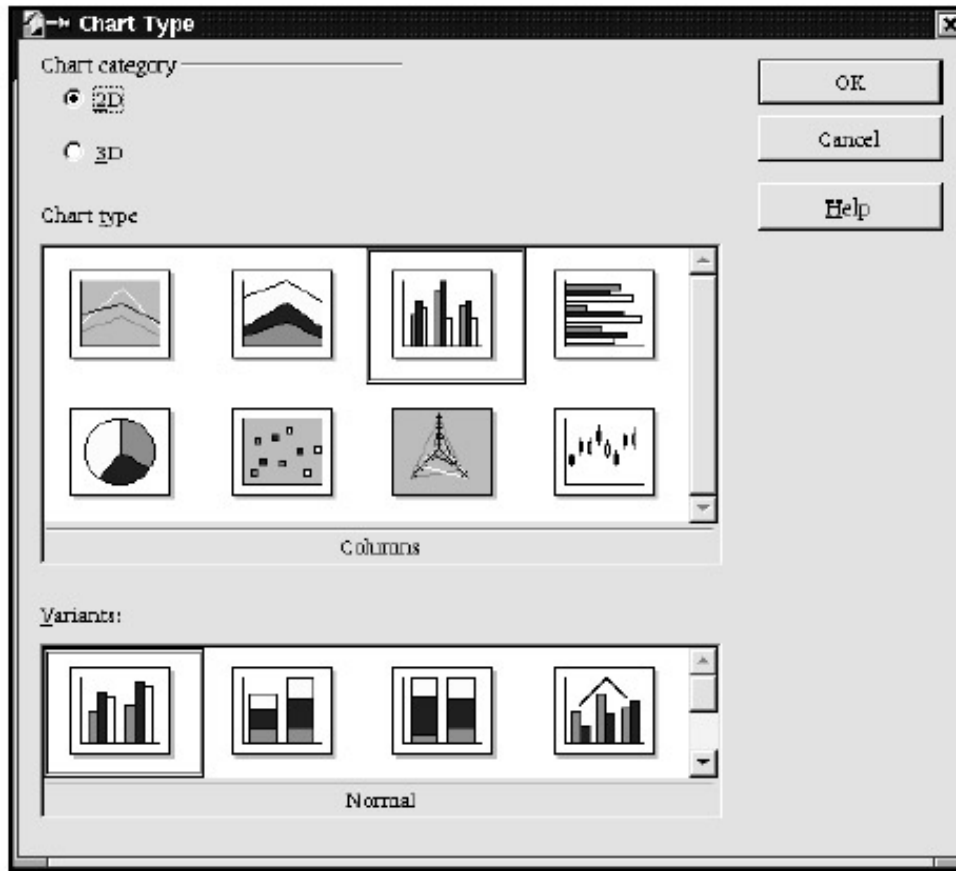 Chart Type
Chart category
2D
3D
OK
Cancel
Help
Chart type
Columns
Variants:
Normal